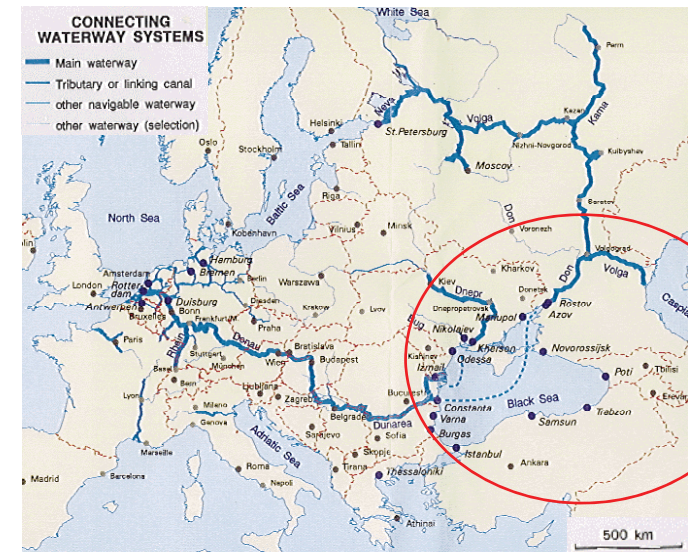 CONNECTING
WATERWAY SYSTEMS
Main waterway
Tributary or linking canal
other navigable waterway
other waterway (selection)
White Sea
Perm
Neva
Kama
Volga
Kazan
Helsinki
St.Petersburg
Oslo
Tallin
Nizhni-Novgorod
Kuibyshev
Stockholm
Moscov
Riga
Baltic Sea
Saratov
Don
North Sea
Vilnius
Minsk
Voronezh
København
Volgograd
Hamburg
Kharkov
Don
Volga
Bremen
Amsterdam
Berlin
Warszawa
Kiev
Dnepr
Donetsk
London
Rotter
dam
Caspia
Duisburg
Dresden
Rostov
Antwerpen
Bonn
Krakow
Lvov
Dnepropetrovsk
Azov
Bruxelles
Frankfurt/M.
Mariupol
Praha
Bug
Nikolajev
Paris
Rhein
Donau
Kishinev
Kherson
Novorossijsk
Stuttgart
Bratislava
Odessa
München
Wien
Budapest
Izmail
Tbilisi
Basel
Poti
Bern
Ljubljana
Lyon
Zagreb
Bucuresti
Erevan
Milano
Constanta
Black Sea
Belgrade
Trabzon
Genova
Dunarea
Varna
Samsun
Adriatic Sea
Sarajevo
Sofia
Burgas
Marseille
Skopje
Istanbul
Madrid
Barcelona
Roma
Tirana
Thessaloniki
Ankara
Napoli
Athinai
500 km